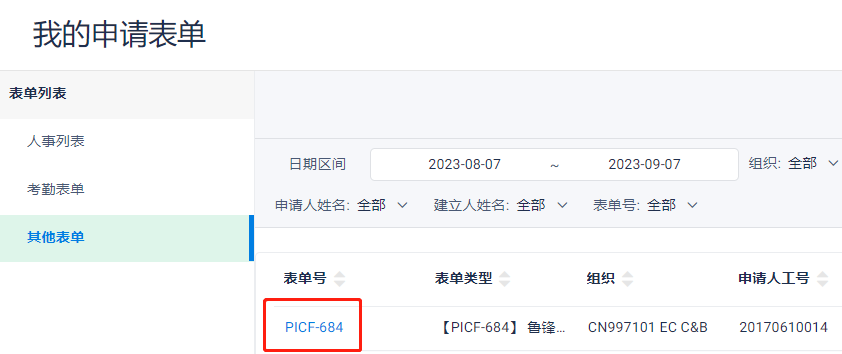 我的申请表单
表单列表
人事列表
考勤表单
其他表单
日期区间 2023-08-07 ~ 2023-09-07 组织: 全部
申请人姓名: 全部 建立人姓名: 全部 表单号: 全部
表单号 表单类型 组织 申请人工号
PICF-684 【PICF-684】 鲁锋... CN997101 EC C&B 20170610014